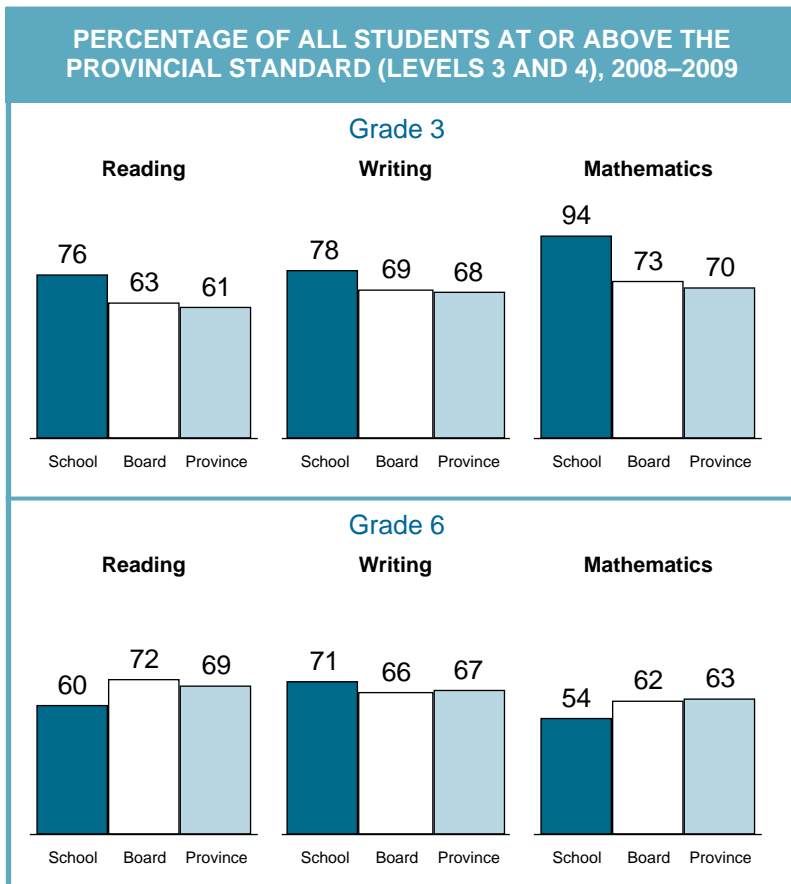 PERCENTAGE OF ALL STUDENTS AT OR ABOVE THE
PROVINCIAL STANDARD (LEVELS 3 AND 4), 2008–2009
Grade 3
Reading Writing Mathematics
76 63 61 78 69 68 94 73 70
School Board Province School Board Province School Board Province
Grade 6
Reading Writing Mathematics
60 72 69 71 66 67 54 62 63
School Board Province School Board Province School Board Province